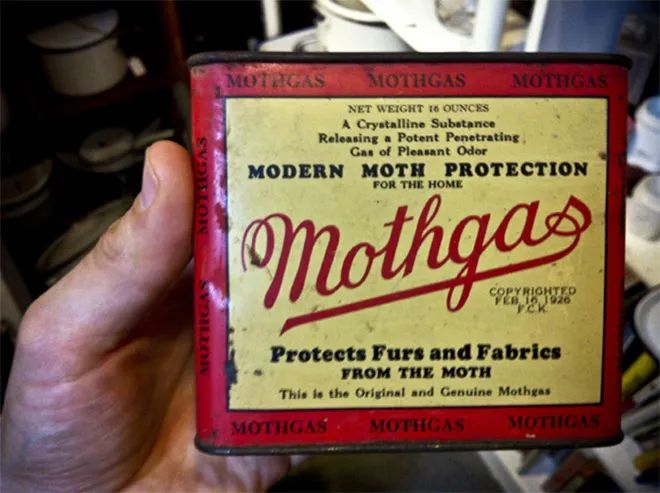 MOTHGAS MOTHGAS MOTHGAS
NET WEIGHT 16 OUNCES
A Crystalline Substance
Releasing a Potent Penetrating
Gas of Pleasant Odor
MODERN MOTH PROTECTION
FOR THE HOME
Mothgas
COPYRIGHTED
FEB. 16, 1926
F.C.K.
Protects Furs and Fabrics
FROM THE MOTH
This is the Original and Genuine Mothgas
MOTHGAS MOTHGAS MOTHGAS
MOTHGAS
MOTHGAS